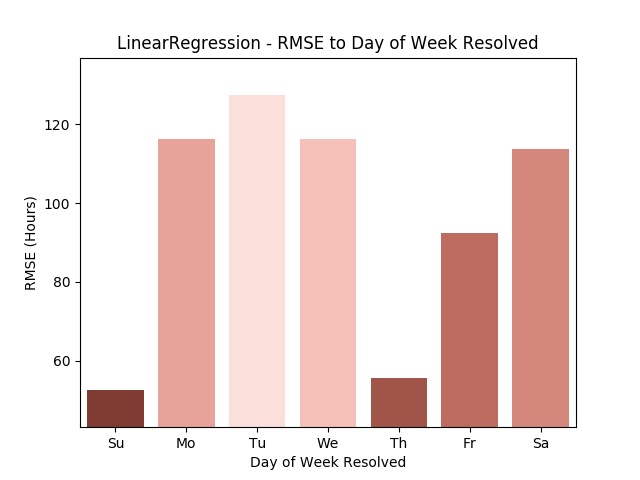 LinearRegression - RMSE to Day of Week Resolved
120
100
80
60
RMSE (Hours)
Su Mo Tu We Th Fr Sa
Day of Week Resolved